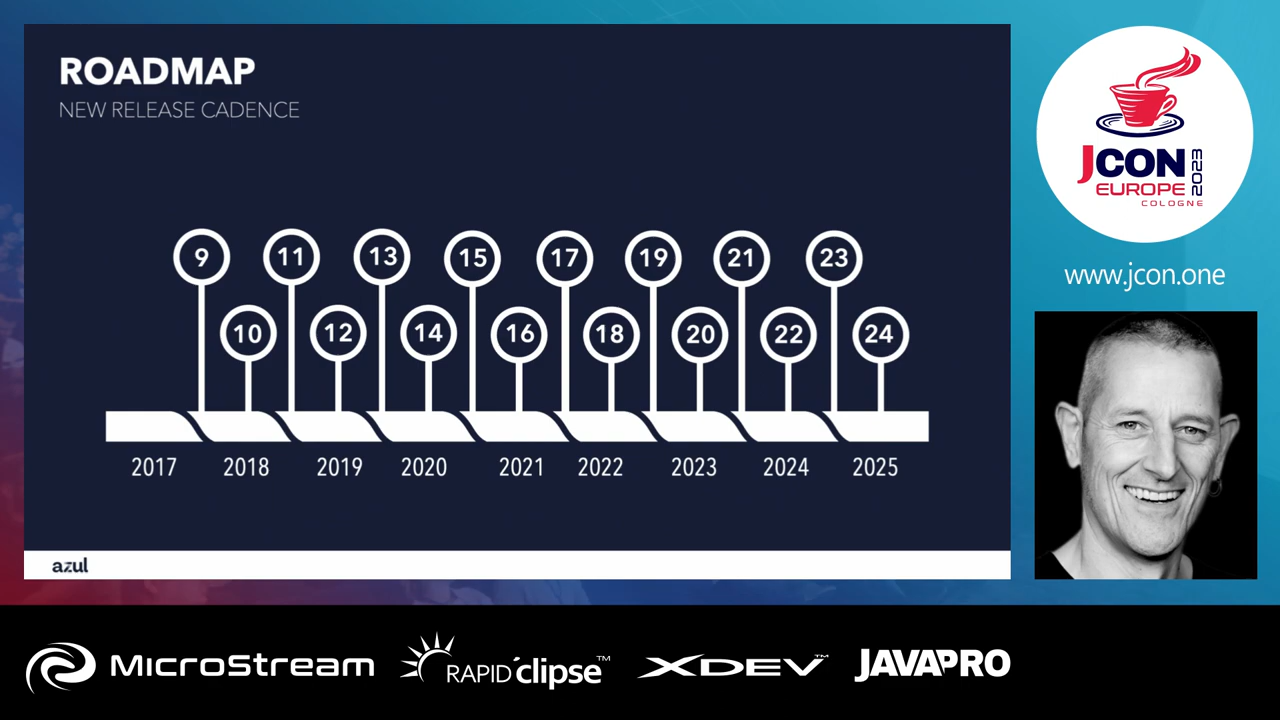 ROADMAP
NEW RELEASE CADENCE
9 11 13 15 17 19 21 23
10 12 14 16 18 20 22 24
2017 2018 2019 2020 2021 2022 2023 2024 2025
azul
JCON 2023
EUROPE
COLOGNE
www.jcon.one
MICROSTREAM RAPIDclipse™ XDEV™ JAVAPRO